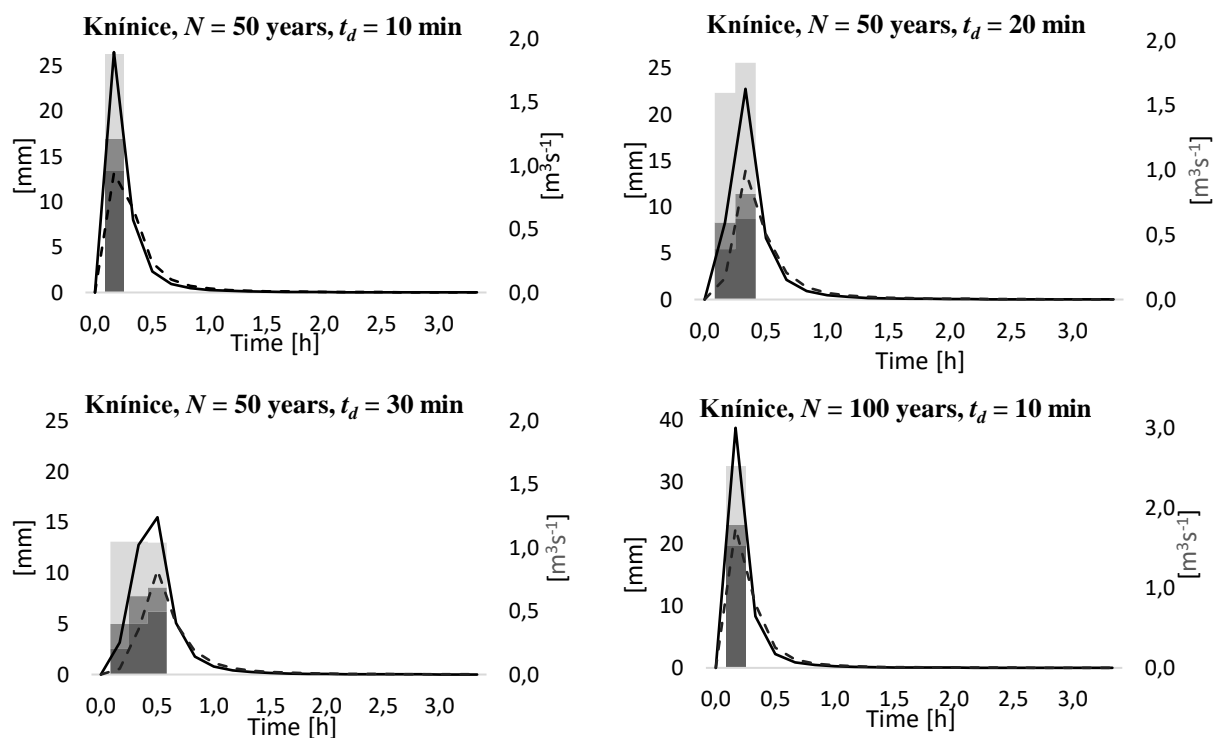 Knínice, N = 50 years, t_d = 10 min
25
20
15
10
5
0
[mm]
2,0
1,5
1,0
0,5
0,0
[m³s⁻¹]
0,0 0,5 1,0 1,5 2,0 2,5 3,0
Time [h]
Knínice, N = 50 years, t_d = 20 min
25
20
15
10
5
0
[mm]
2,0
1,5
1,0
0,5
0,0
[m³s⁻¹]
0,0 0,5 1,0 1,5 2,0 2,5 3,0
Time [h]
Knínice, N = 50 years, t_d = 30 min
25
20
15
10
5
0
[mm]
2,0
1,5
1,0
0,5
0,0
[m³s⁻¹]
0,0 0,5 1,0 1,5 2,0 2,5 3,0
Time [h]
Knínice, N = 100 years, t_d = 10 min
40
30
20
10
0
[mm]
3,0
2,0
1,0
0,0
[m³s⁻¹]
0,0 0,5 1,0 1,5 2,0 2,5 3,0
Time [h]